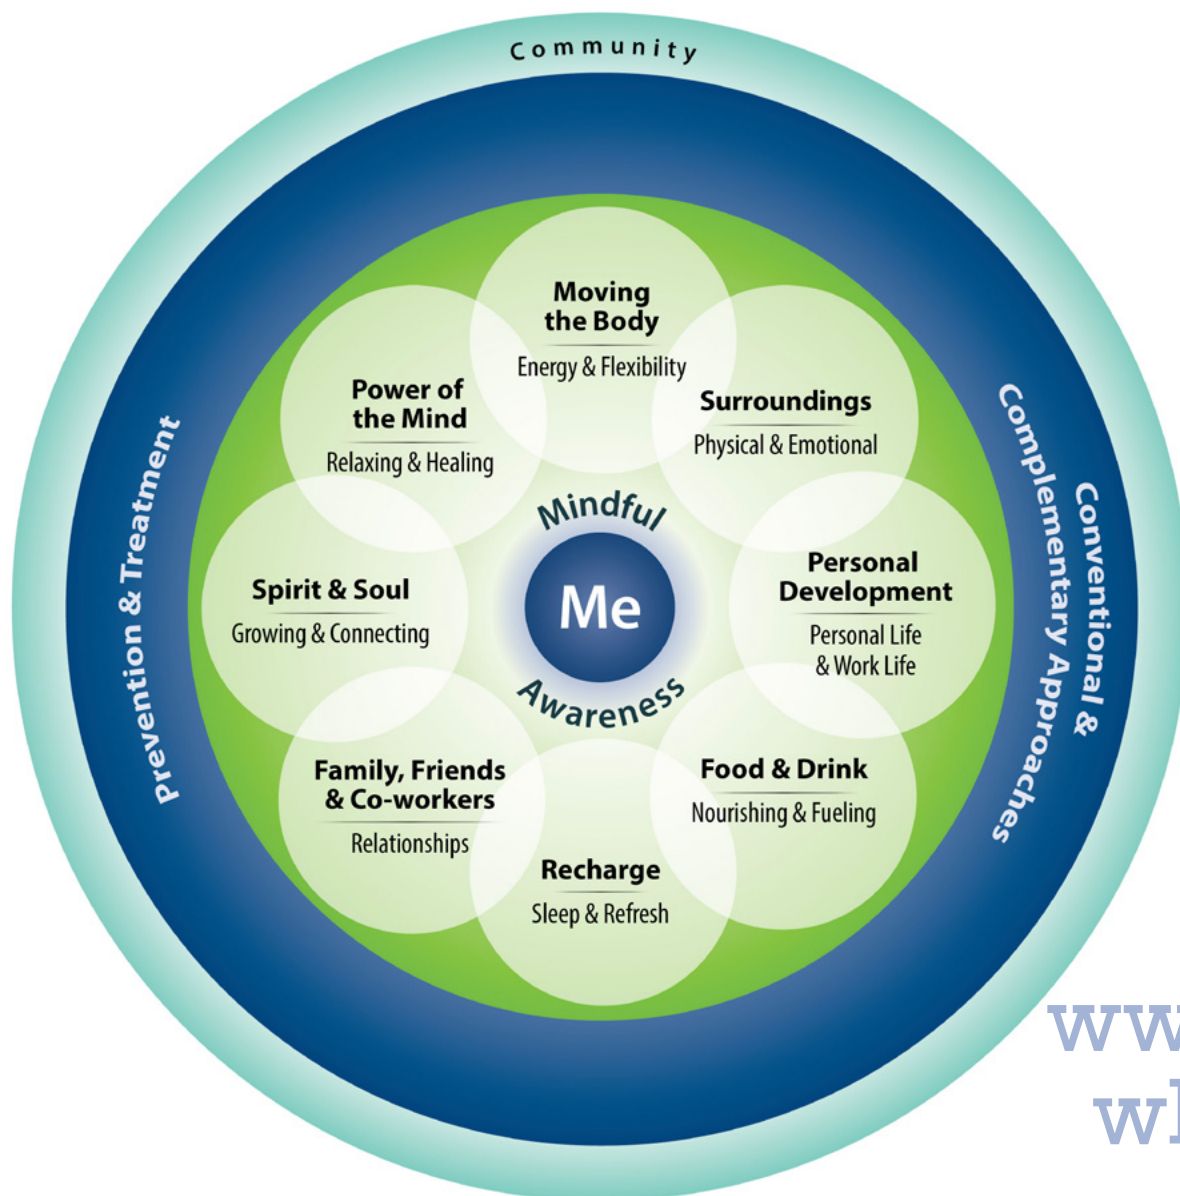 Community
Moving
the Body
Energy & Flexibility
Power of
the Mind
Relaxing & Healing
Surroundings
Physical & Emotional
Mindful
Me
Awareness
Spirit & Soul
Growing & Connecting
Personal
Development
Personal Life
& Work Life
Family, Friends
& Co-workers
Relationships
Food & Drink
Nourishing & Fueling
Recharge
Sleep & Refresh
Prevention & Treatment
Conventional &
Complementary Approaches